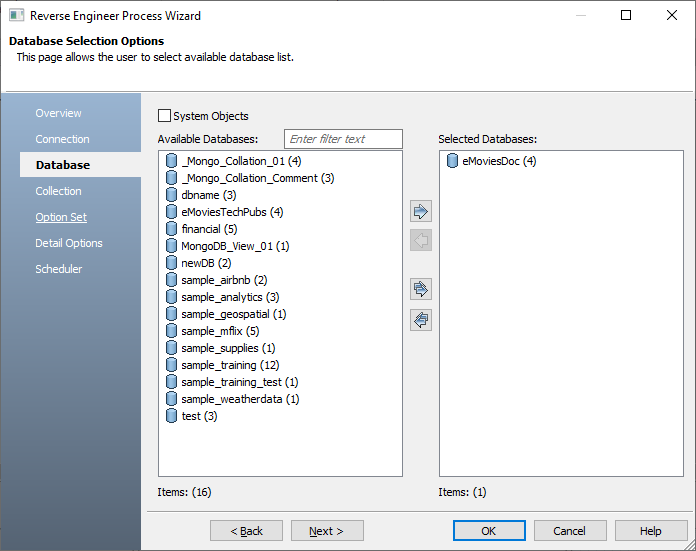 Reverse Engineer Process Wizard
Database Selection Options
This page allows the user to select available database list.
Overview
Connection
Database
Collection
Option Set
Detail Options
Scheduler
System Objects
Available Databases:
Enter filter text
_Mongo_Collation_01 (4)
_Mongo_Collation_Comment (3)
dbname (3)
eMoviesTechPubs (4)
financial (5)
MongoDB_View_01 (1)
newDB (2)
sample_airbnb (2)
sample_analytics (3)
sample_geospatial (1)
sample_mflix (5)
sample_supplies (1)
sample_training (12)
sample_training_test (1)
sample_weatherdata (1)
test (3)
Items: (16)
Selected Databases:
eMoviesDoc (4)
Items: (1)
< Back
Next >
OK
Cancel
Help